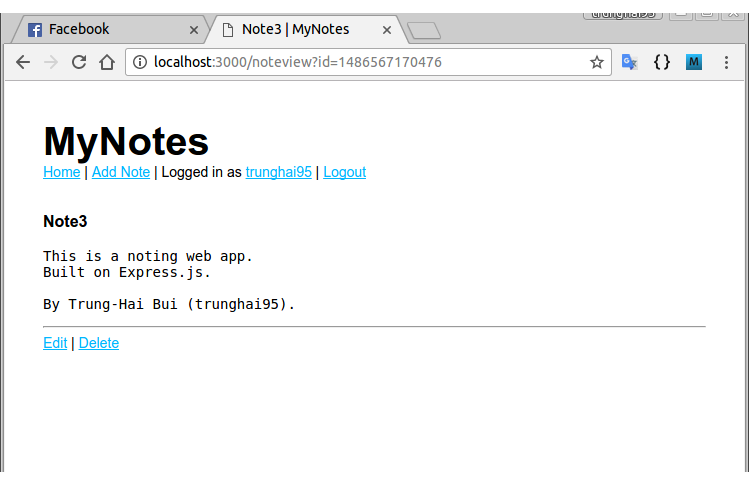 trunghai95
Facebook
Note3 | MyNotes
localhost:3000/noteview?id=1486567170476
MyNotes
Home | Add Note | Logged in as trunghai95 | Logout
Note3
This is a noting web app.
Built on Express.js.
By Trung-Hai Bui (trunghai95).
Edit | Delete